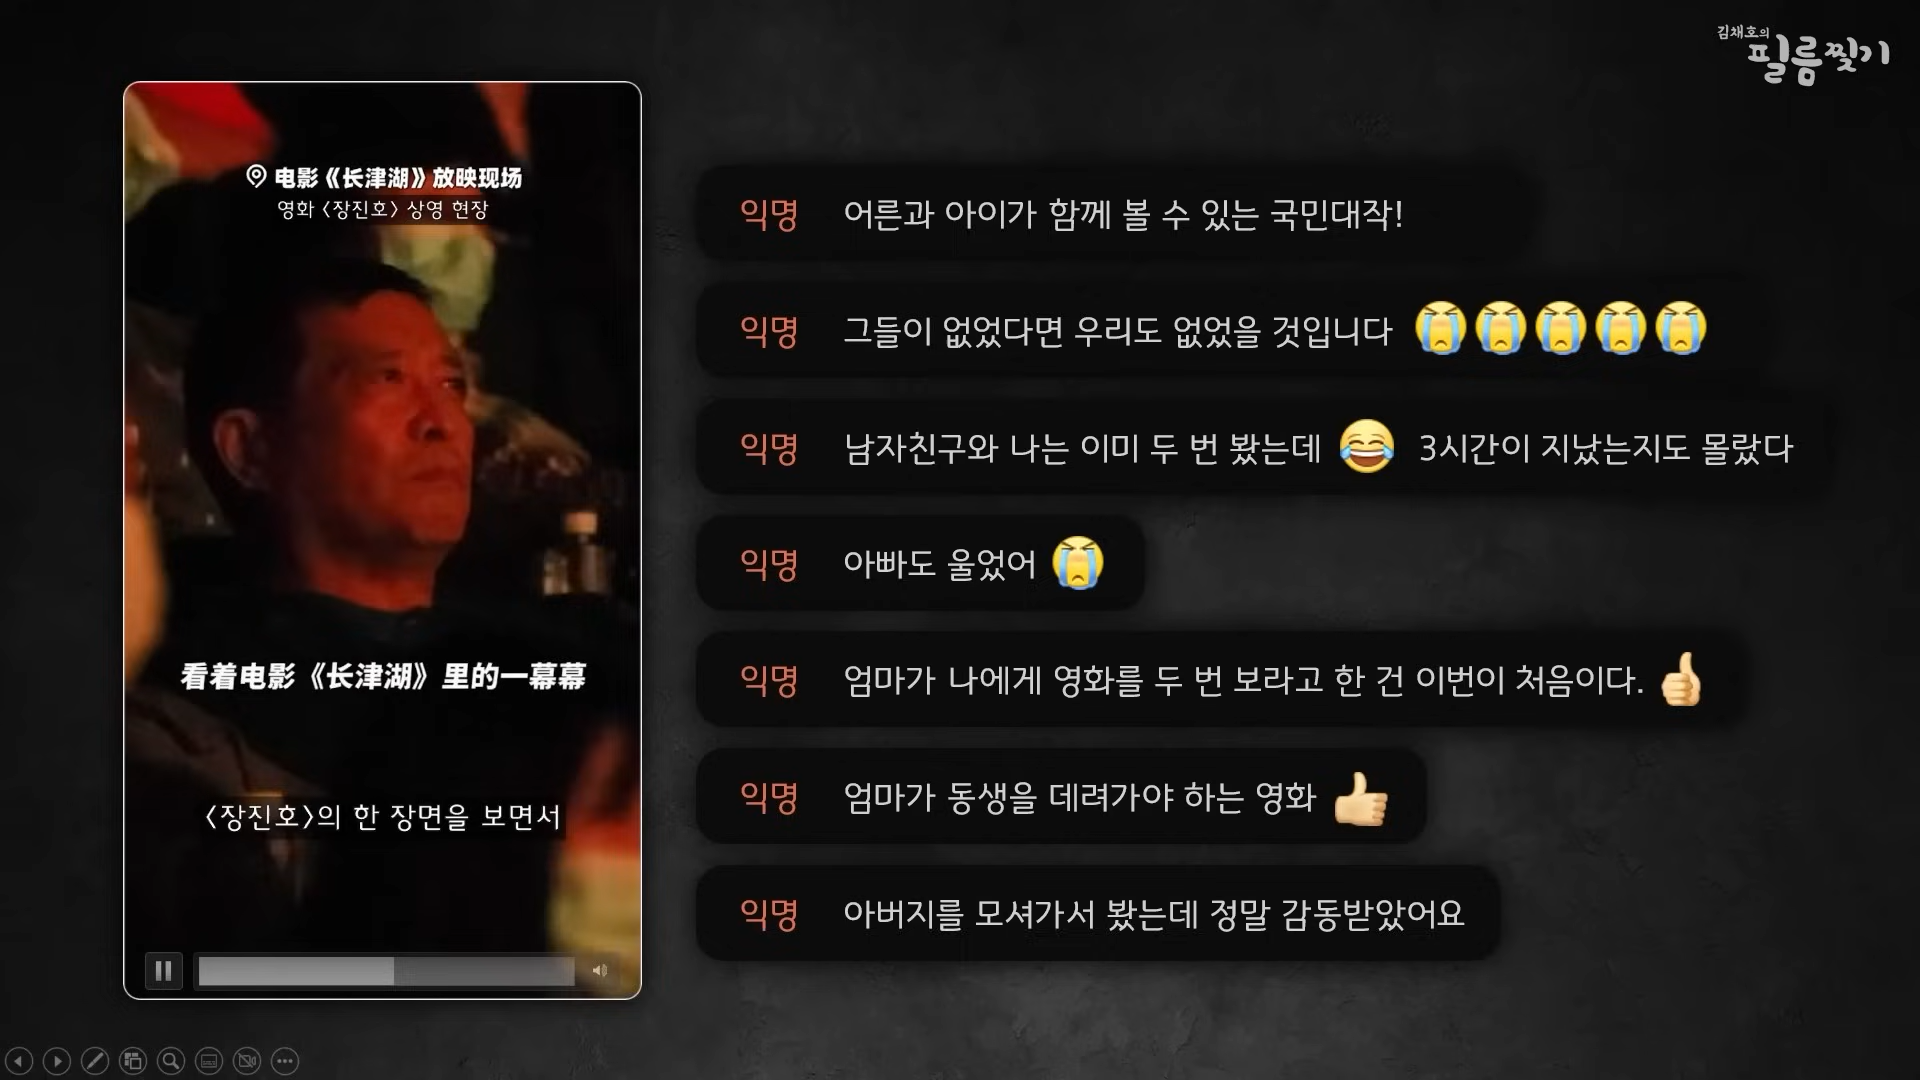 김채호의
필름찢기
电影《长津湖》放映现场
영화 〈장진호〉 상영 현장
看着电影《长津湖》里的一幕幕
〈장진호〉의 한 장면을 보면서
익명 어른과 아이가 함께 볼 수 있는 국민대작!
익명 그들이 없었다면 우리도 없었을 것입니다 😭😭😭😭😭
익명 남자친구와 나는 이미 두 번 봤는데 😂 3시간이 지났는지도 몰랐다
익명 아빠도 울었어 😭
익명 엄마가 나에게 영화를 두 번 보라고 한 건 이번이 처음이다. 👍
익명 엄마가 동생을 데려가야 하는 영화 👍
익명 아버지를 모셔가서 봤는데 정말 감동받았어요